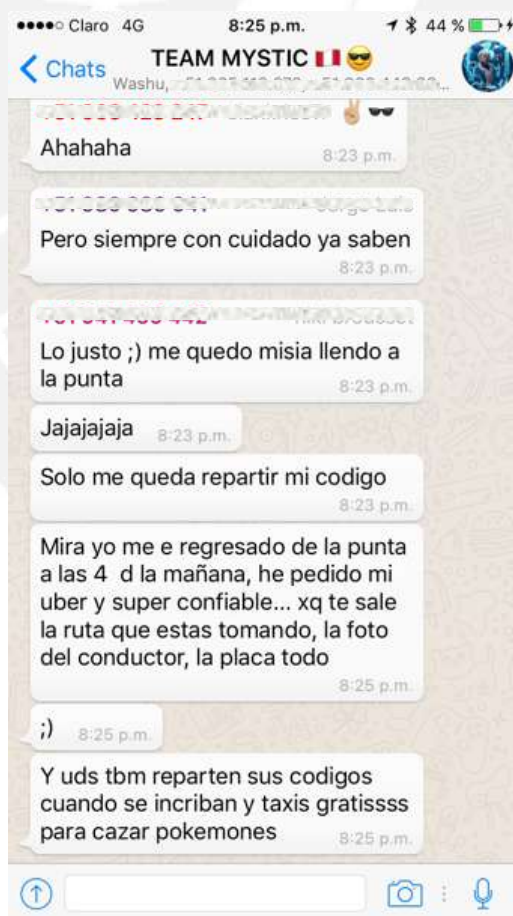 Claro 4G 8:25 p.m. 44 %
Chats TEAM MYSTIC 🇵🇪 😎
Washu,
Ahahaha 8:23 p.m.
Pero siempre con cuidado ya saben
8:23 p.m.
Lo justo ;) me quedo misia llendo a
la punta 8:23 p.m.
Jajajajaja 8:23 p.m.
Solo me queda repartir mi codigo
8:23 p.m.
Mira yo me e regresado de la punta
a las 4 d la mañana, he pedido mi
uber y super confiable... xq te sale
la ruta que estas tomando, la foto
del conductor, la placa todo
8:25 p.m.
;) 8:25 p.m.
Y uds tbm reparten sus codigos
cuando se incriban y taxis gratissss
para cazar pokemones 8:25 p.m.